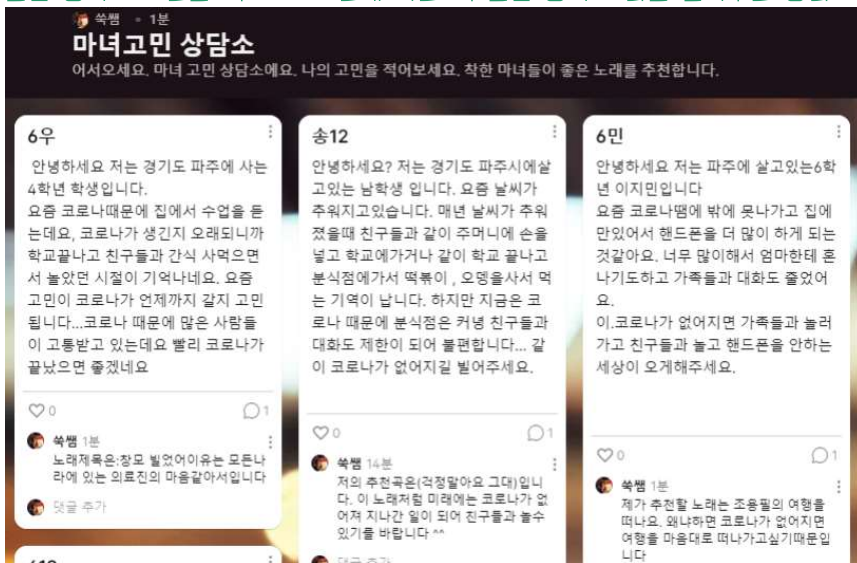 쑥쌤 • 1분
마녀고민 상담소
어서오세요. 마녀 고민 상담소에요. 나의 고민을 적어보세요. 착한 마녀들이 좋은 노래를 추천합니다.
6우
안녕하세요 저는 경기도 파주에 사는
4학년 학생입니다.
요즘 코로나때문에 집에서 수업을 듣
는데요, 코로나가 생긴지 오래되니까
학교끝나고 친구들과 간식 사먹으면
서 놀았던 시절이 기억나네요. 요즘
고민이 코로나가 언제까지 갈지 고민
됩니다...코로나 때문에 많은 사람들
이 고통받고 있는데요 빨리 코로나가
끝났으면 좋겠네요
0
1
쑥쌤 1분
노래제목은:창모 빌었어이유는 모든나
라에 있는 의료진의 마음같아서입니다
댓글 추가
송12
안녕하세요? 저는 경기도 파주시에살
고있는 남학생 입니다. 요즘 날씨가
추워지고있습니다. 매년 날씨가 추워
졌을때 친구들과 같이 주머니에 손을
넣고 학교에가거나 같이 학교 끝나고
분식점에가서 떡볶이 , 오뎅을사서 먹
는 기역이 납니다. 하지만 지금은 코
로나 때문에 분식점은 커녕 친구들과
대화도 제한이 되어 불편합니다... 같
이 코로나가 없어지길 빌어주세요.
0
1
쑥쌤 14분
저의 추천곡은(걱정말아요 그대)입니
다. 이 노래처럼 미래에는 코로나가 없
어져 지나간 일이 되어 친구들과 놀수
있기를 바랍니다 ^^
댓글 추가
6민
안녕하세요 저는 파주에 살고있는6학
년 이지민입니다
요즘 코로나땜에 밖에 못나가고 집에
만있어서 핸드폰을 더 많이 하게 되는
것같아요. 너무 많이해서 엄마한테 혼
나기도하고 가족들과 대화도 줄었어
요.
이.코로나가 없어지면 가족들과 놀러
가고 친구들과 놀고 핸드폰을 안하는
세상이 오게해주세요.
0
1
쑥쌤 1분
제가 추천할 노래는 조용필의 여행을
떠나요. 왜냐하면 코로나가 없어지면
여행을 마음대로 떠나가고싶기때문입
니다